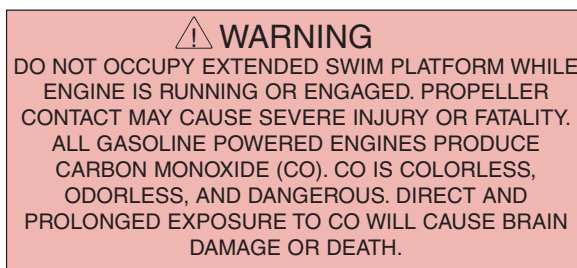 WARNING
DO NOT OCCUPY EXTENDED SWIM PLATFORM WHILE
ENGINE IS RUNNING OR ENGAGED. PROPELLER
CONTACT MAY CAUSE SEVERE INJURY OR FATALITY.
ALL GASOLINE POWERED ENGINES PRODUCE
CARBON MONOXIDE (CO). CO IS COLORLESS,
ODORLESS, AND DANGEROUS. DIRECT AND
PROLONGED EXPOSURE TO CO WILL CAUSE BRAIN
DAMAGE OR DEATH.